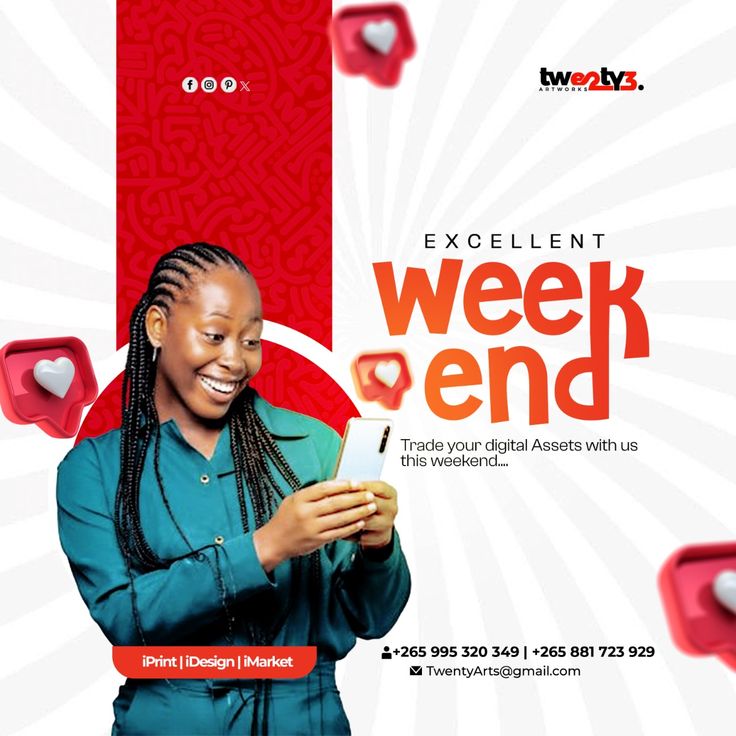 twenty3.
ARTWORKS
EXCELLENT
week
end
Trade your digital Assets with us
this weekend....
iPrint | iDesign | iMarket
+265 995 320 349 | +265 881 723 929
TwentyArts@gmail.com